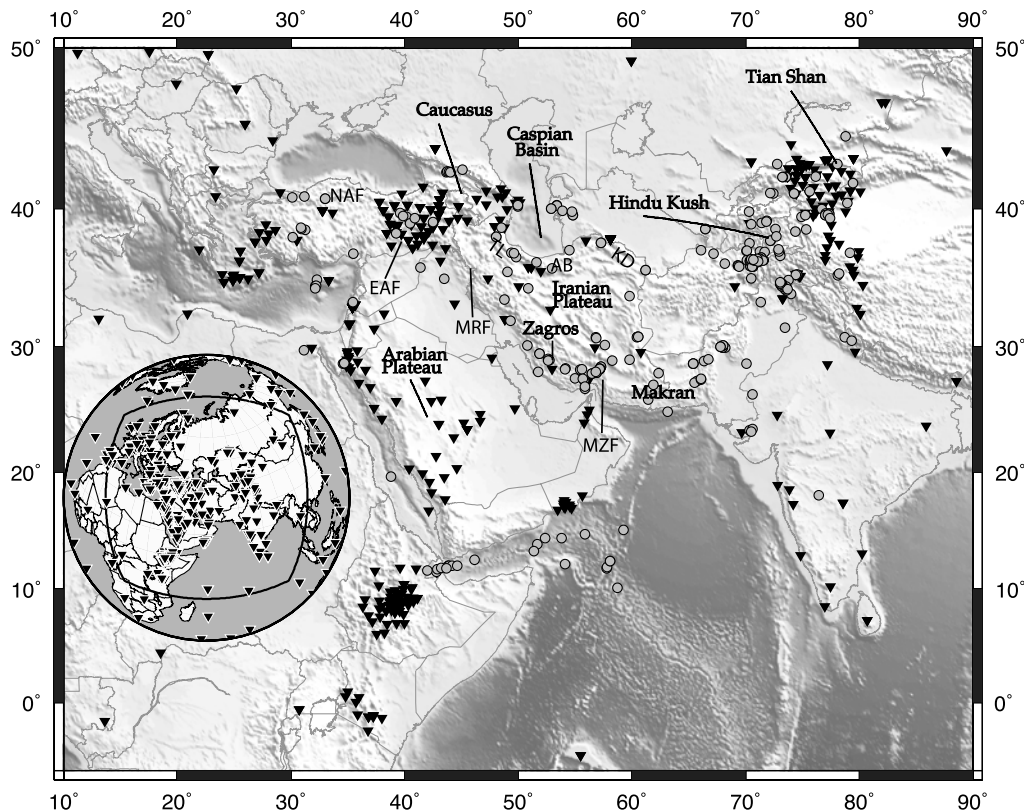 10° 20° 30° 40° 50° 60° 70° 80° 90°
50° 50°
Tian Shan
Caucasus
Caspian
Basin
40° NAF Hindu Kush 40°
KD
AB
EAF
Iranian
Plateau
MRF
Zagros
30° 30°
Arabian
Plateau
Makran
MZF
20° 20°
10° 10°
0° 0°
10° 20° 30° 40° 50° 60° 70° 80° 90°